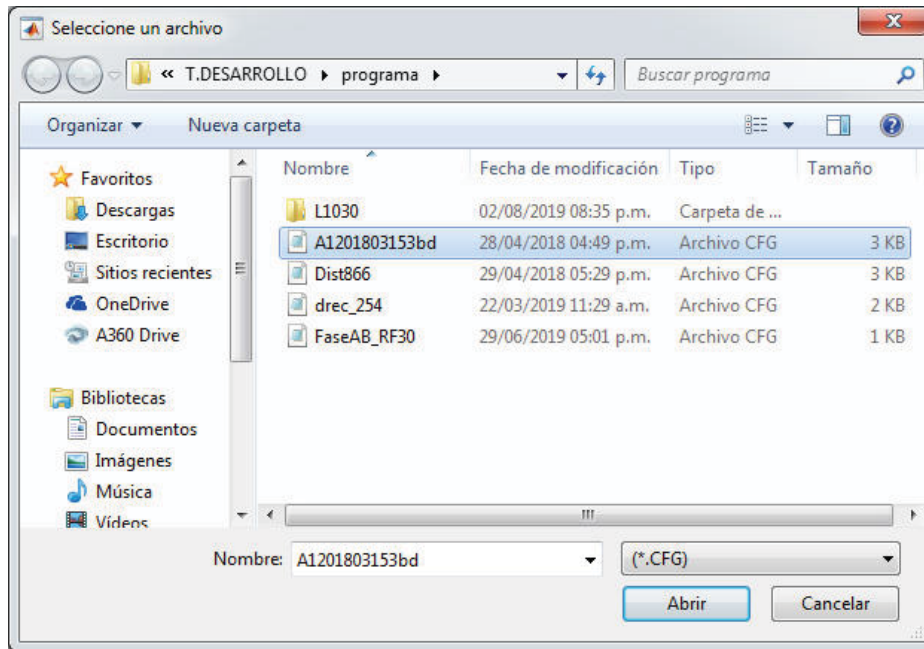 Seleccione un archivo
« T.DESARROLLO programa
Buscar programa
Organizar Nueva carpeta
Favoritos
Descargas
Escritorio
Sitios recientes
OneDrive
A360 Drive
Bibliotecas
Documentos
Imágenes
Música
Vídeos
Nombre Fecha de modificación Tipo Tamaño
L1030 02/08/2019 08:35 p.m. Carpeta de ...
A1201803153bd 28/04/2018 04:49 p.m. Archivo CFG 3 KB
Dist866 29/04/2018 05:29 p.m. Archivo CFG 3 KB
drec_254 22/03/2019 11:29 a.m. Archivo CFG 2 KB
FaseAB_RF30 29/06/2019 05:01 p.m. Archivo CFG 1 KB
Nombre: A1201803153bd (*.CFG)
Abrir Cancelar